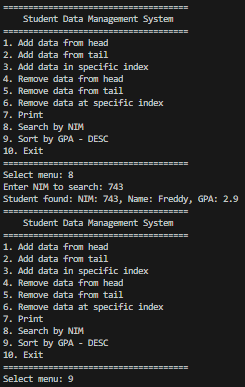 =====================================
    Student Data Management System
=====================================
1. Add data from head
2. Add data from tail
3. Add data in specific index
4. Remove data from head
5. Remove data from tail
6. Remove data at specific index
7. Print
8. Search by NIM
9. Sort by GPA - DESC
10. Exit
=====================================
Select menu: 8
Enter NIM to search: 743
Student found: NIM: 743, Name: Freddy, GPA: 2.9
=====================================
    Student Data Management System
=====================================
1. Add data from head
2. Add data from tail
3. Add data in specific index
4. Remove data from head
5. Remove data from tail
6. Remove data at specific index
7. Print
8. Search by NIM
9. Sort by GPA - DESC
10. Exit
=====================================
Select menu: 9